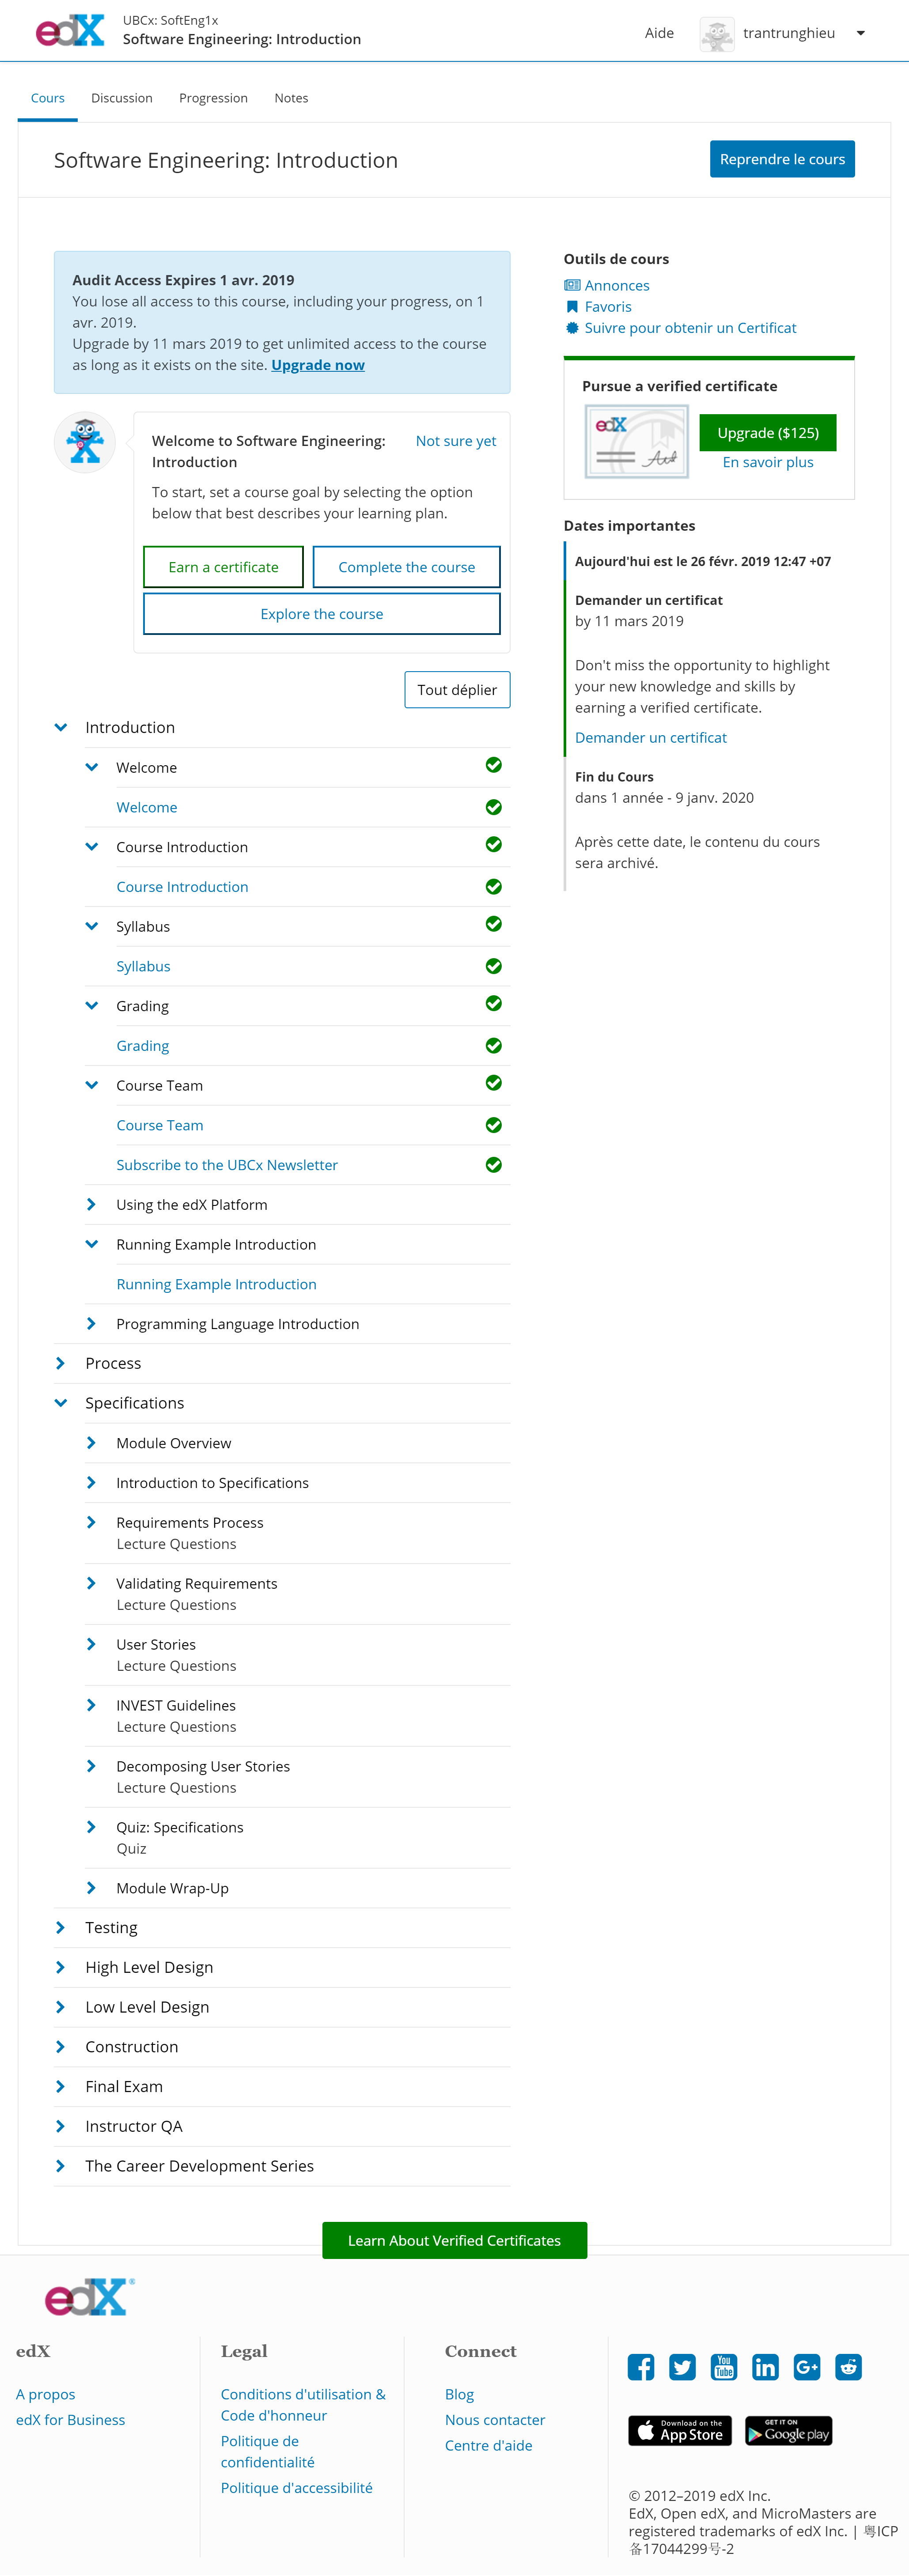 edX
UBCx: SoftEng1x
Software Engineering: Introduction
Aide
trantrunghieu
Cours
Discussion
Progression
Notes
Software Engineering: Introduction
Reprendre le cours
Audit Access Expires 1 avr. 2019
You lose all access to this course, including your progress, on 1
avr. 2019.
Upgrade by 11 mars 2019 to get unlimited access to the course
as long as it exists on the site. Upgrade now
Welcome to Software Engineering:
Introduction
Not sure yet
To start, set a course goal by selecting the option
below that best describes your learning plan.
Earn a certificate
Complete the course
Explore the course
Tout déplier
Introduction
Welcome
Welcome
Course Introduction
Course Introduction
Syllabus
Syllabus
Grading
Grading
Course Team
Course Team
Subscribe to the UBCx Newsletter
Using the edX Platform
Running Example Introduction
Running Example Introduction
Programming Language Introduction
Process
Specifications
Module Overview
Introduction to Specifications
Requirements Process
Lecture Questions
Validating Requirements
Lecture Questions
User Stories
Lecture Questions
INVEST Guidelines
Lecture Questions
Decomposing User Stories
Lecture Questions
Quiz: Specifications
Quiz
Module Wrap-Up
Testing
High Level Design
Low Level Design
Construction
Final Exam
Instructor QA
The Career Development Series
Outils de cours
Annonces
Favoris
Suivre pour obtenir un Certificat
Pursue a verified certificate
edX
Upgrade ($125)
En savoir plus
Dates importantes
Aujourd'hui est le 26 févr. 2019 12:47 +07
Demander un certificat
by 11 mars 2019
Don't miss the opportunity to highlight
your new knowledge and skills by
earning a verified certificate.
Demander un certificat
Fin du Cours
dans 1 année - 9 janv. 2020
Après cette date, le contenu du cours
sera archivé.
Learn About Verified Certificates
edX®
edX
A propos
edX for Business
Legal
Conditions d'utilisation &
Code d'honneur
Politique de
confidentialité
Politique d'accessibilité
Connect
Blog
Nous contacter
Centre d'aide
You
Tube
in
G+
Download on the
App Store
GET IT ON
Google play
© 2012–2019 edX Inc.
EdX, Open edX, and MicroMasters are
registered trademarks of edX Inc. | 粤ICP
备17044299号-2